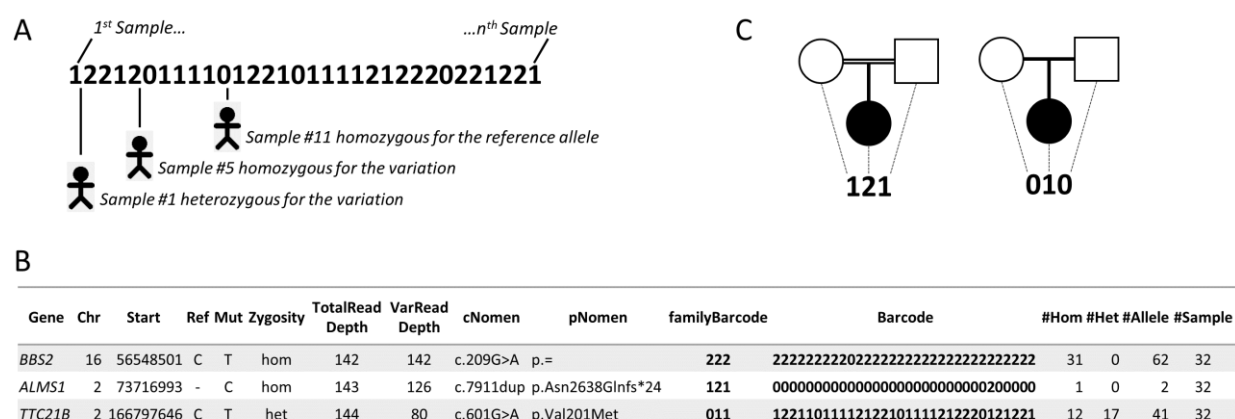 A
1st Sample...
...nth Sample
12212011110122101111212220221221
Sample #11 homozygous for the reference allele
Sample #5 homozygous for the variation
Sample #1 heterozygous for the variation
C
121
010
B
Gene Chr Start Ref Mut Zygosity TotalRead Depth VarRead Depth cNomen pNomen familyBarcode Barcode #Hom #Het #Allele #Sample
BBS2 16 56548501 C T hom 142 142 c.209G>A p.= 222 22222222202222222222222222222222 31 0 62 32
ALMS1 2 73716993 - C hom 143 126 c.7911dup p.Asn2638Glnfs*24 121 00000000000000000000000000200000 1 0 2 32
TTC21B 2 166797646 C T het 144 80 c.601G>A p.Val201Met 011 12211011112122101111212220121221 12 17 41 32